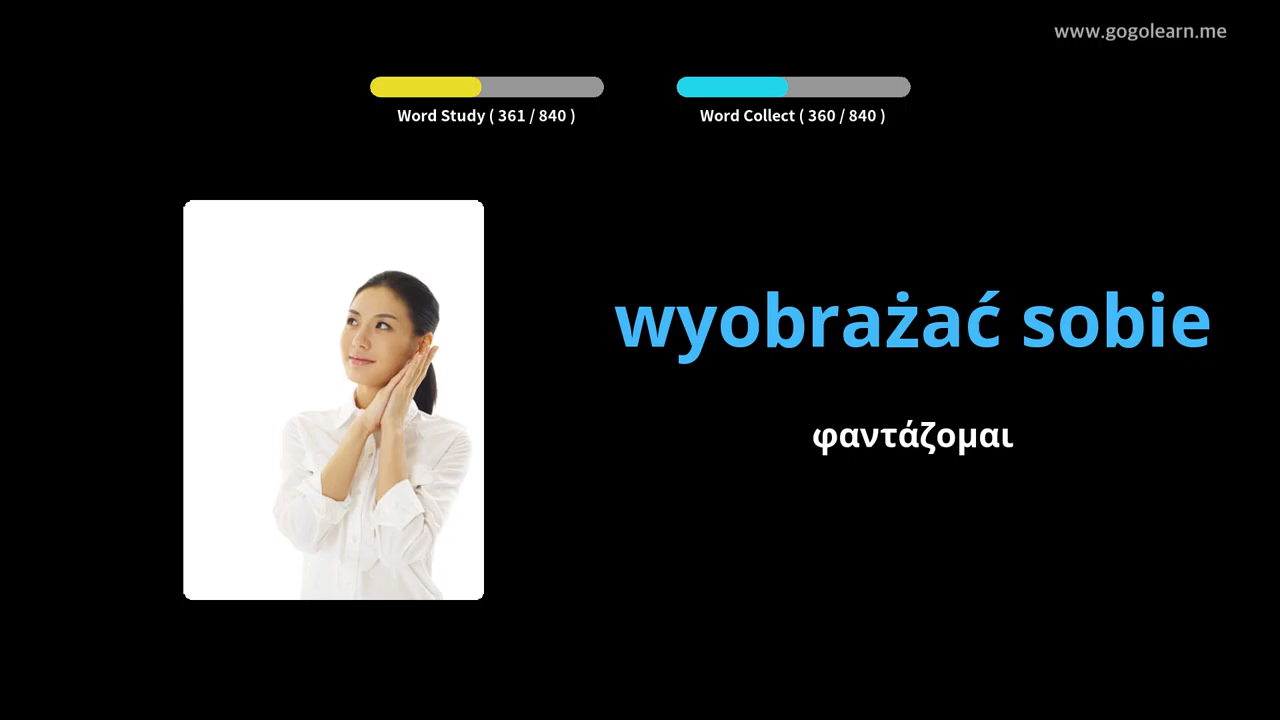 www.gogolearn.me
Word Study ( 361 / 840 )
Word Collect ( 360 / 840 )
wyobrażać sobie
φαντάζομαι